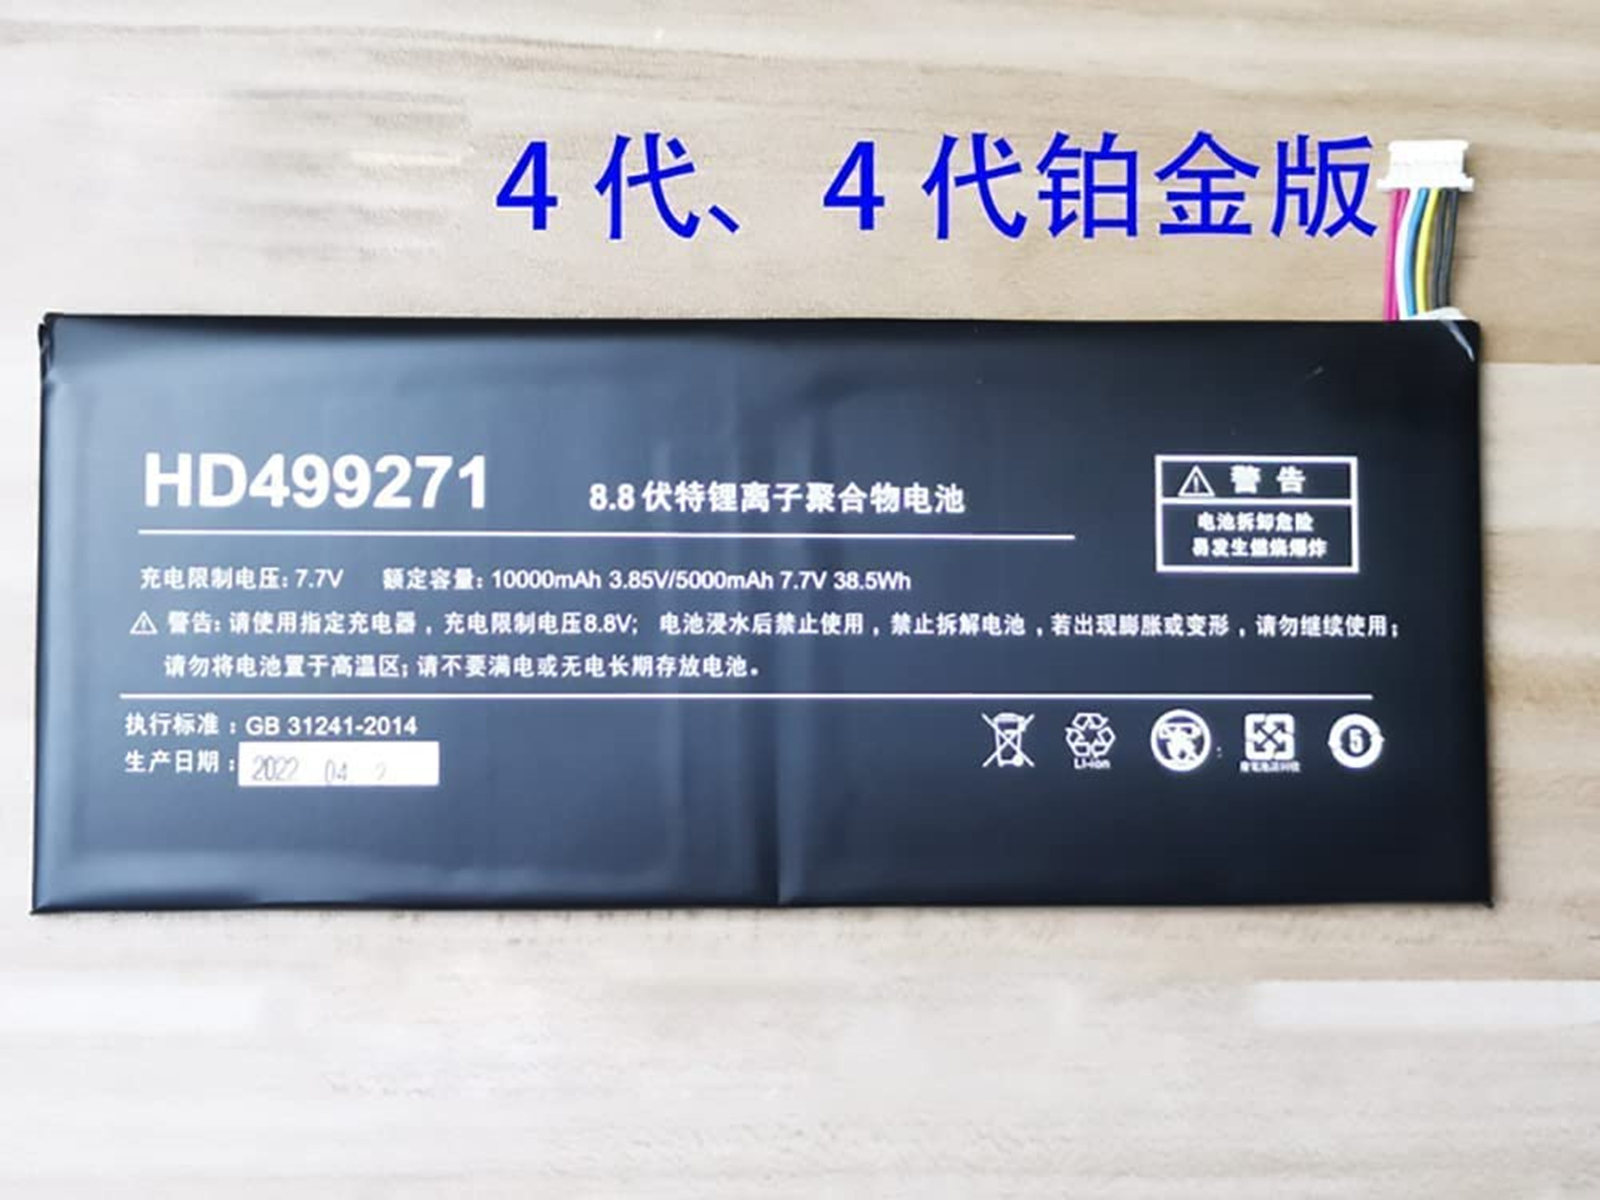 4代、4代铂金版
HD499271
8.8伏特锂离子聚合物电池
警告
电池拆卸危险
易发生燃烧爆炸
充电限制电压: 7.7V 额定容量: 10000mAh 3.85V/5000mAh 7.7V 38.5Wh
警告: 请使用指定充电器，充电限制电压8.8V; 电池浸水后禁止使用，禁止拆解电池，若出现膨胀或变形，请勿继续使用;
请勿将电池置于高温区; 请不要满电或无电长期存放电池。
执行标准：GB 31241-2014
生产日期：2022 04
Li-ion
5